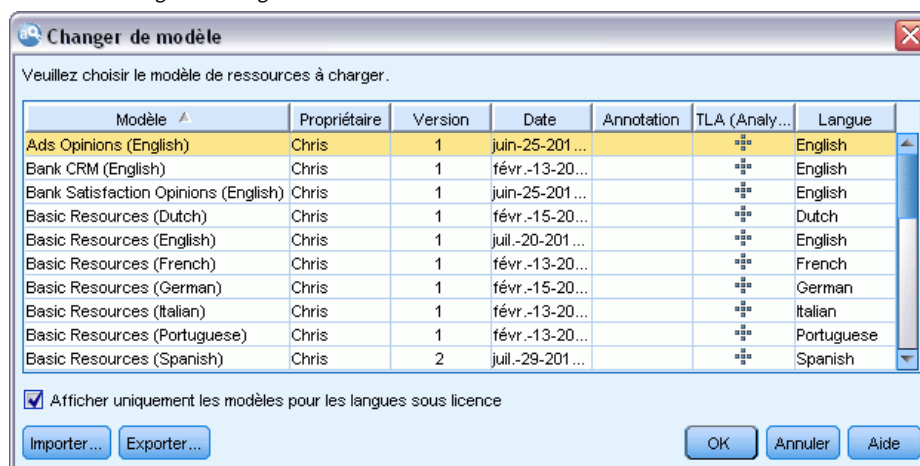 Changer de modèle
Veuillez choisir le modèle de ressources à charger.
Modèle Propriétaire Version Date Annotation TLA (Analy... Langue
Ads Opinions (English) Chris 1 juin-25-201... English
Bank CRM (English) Chris 1 févr.-13-20... English
Bank Satisfaction Opinions (English) Chris 1 juin-25-201... English
Basic Resources (Dutch) Chris 1 févr.-15-20... Dutch
Basic Resources (English) Chris 1 juil.-20-201... English
Basic Resources (French) Chris 1 févr.-13-20... French
Basic Resources (German) Chris 1 févr.-15-20... German
Basic Resources (Italian) Chris 1 févr.-13-20... Italian
Basic Resources (Portuguese) Chris 1 févr.-13-20... Portuguese
Basic Resources (Spanish) Chris 2 juil.-29-201... Spanish
Afficher uniquement les modèles pour les langues sous licence
Importer... Exporter... OK Annuler Aide